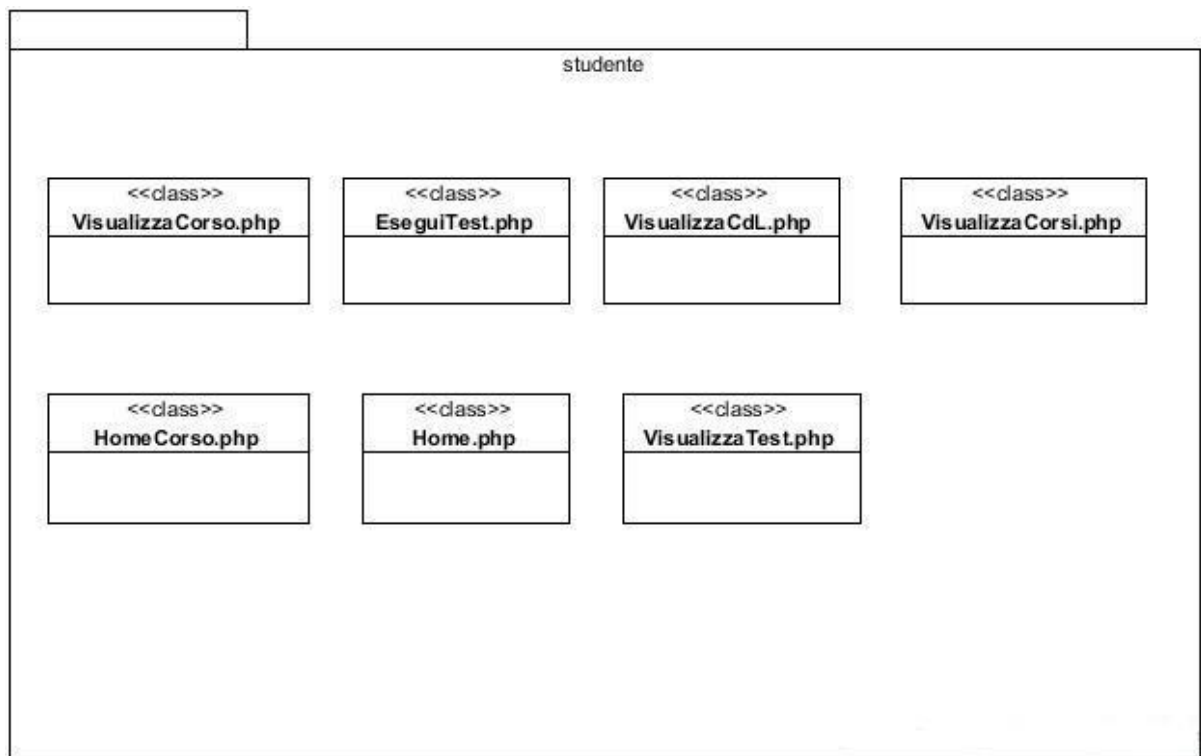 studente
<<class>>
VisualizzaCorso.php
<<class>>
EseguiTest.php
<<class>>
VisualizzaCdL.php
<<class>>
VisualizzaCorsi.php
<<class>>
HomeCorso.php
<<class>>
Home.php
<<class>>
VisualizzaTest.php